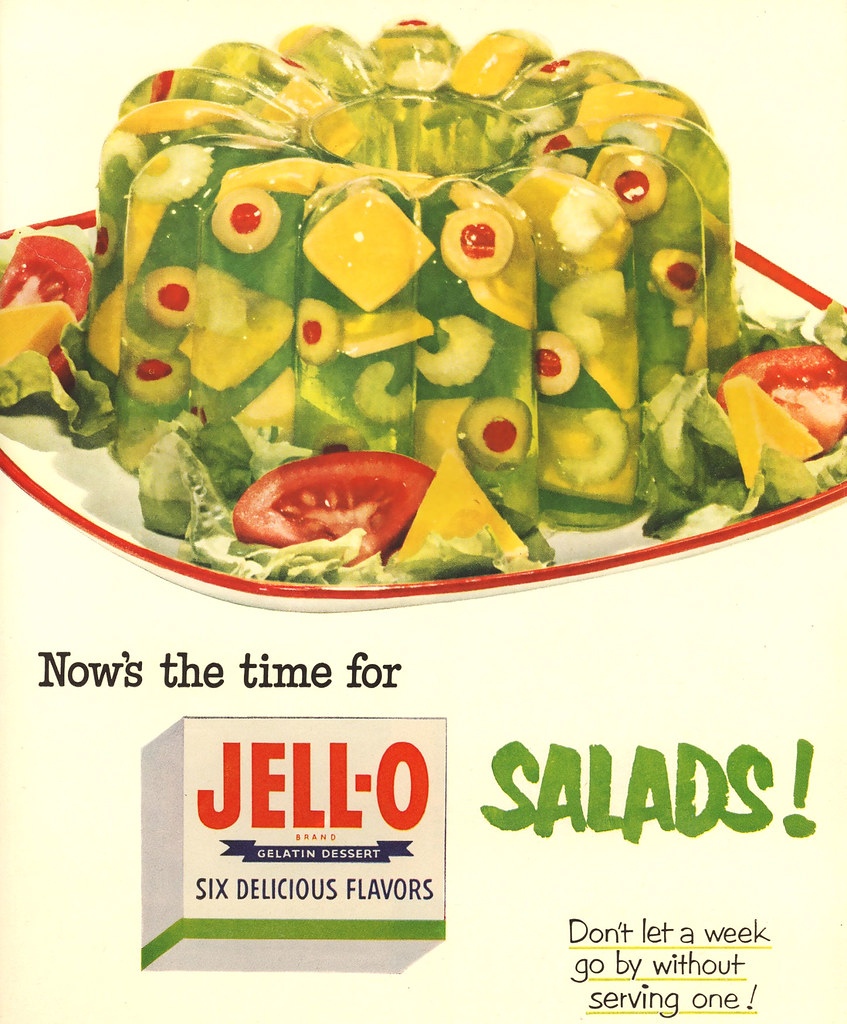 Now's the time for
JELL-O
BRAND
GELATIN DESSERT
SIX DELICIOUS FLAVORS
SALADS!
Don't let a week
go by without
serving one!